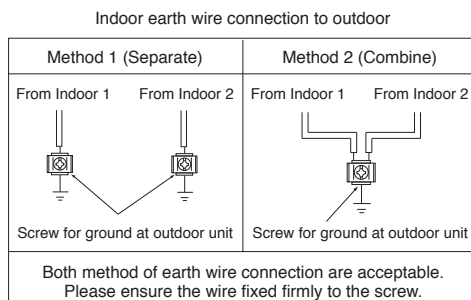 Indoor earth wire connection to outdoor
Method 1 (Separate)
From Indoor 1
From Indoor 2
Screw for ground at outdoor unit
Method 2 (Combine)
From Indoor 1
From Indoor 2
Screw for ground at outdoor unit
Both method of earth wire connection are acceptable.
Please ensure the wire fixed firmly to the screw.